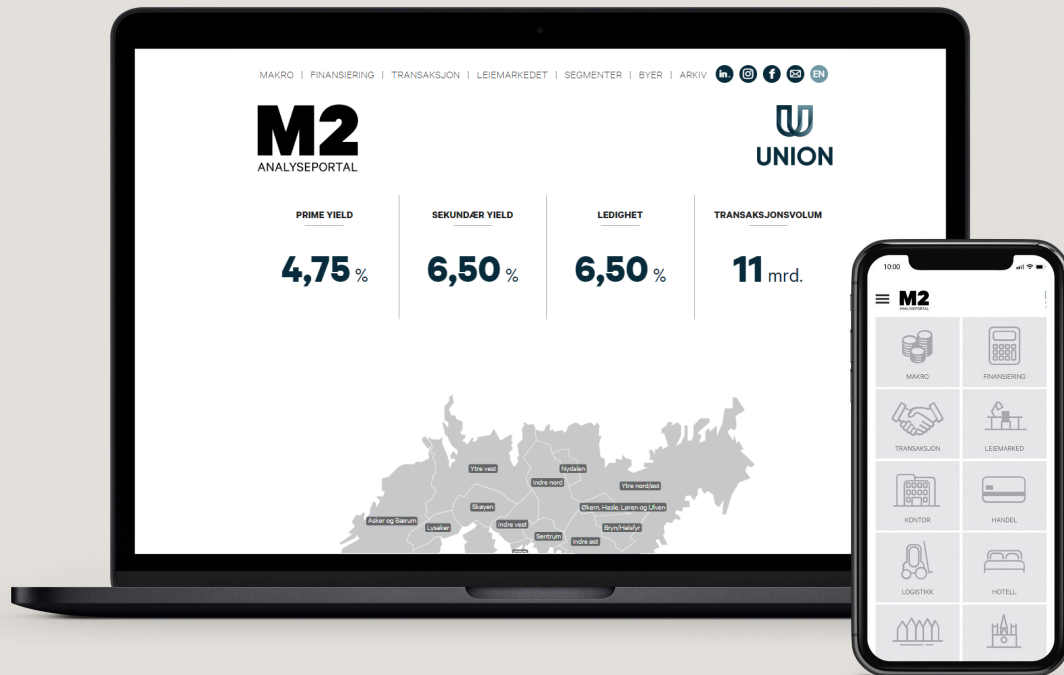 MAKRO | FINANSIERING | TRANSAKSJON | LEIEMARKEDET | SEGMENTER | BYER | ARKIV in. f EN
M2
ANALYSEPORTAL
UNION
PRIME YIELD
SEKUNDÆR YIELD
LEDIGHET
TRANSAKSJONSVOLUM
4,75 %
6,50 %
6,50 %
11 mrd.
Ytre vest
Nydalen
Indre nord
Ytre nord/øst
Skøyen
Økern, Hasle, Løren og Ulven
Asker og Bærum
Lysaker
Indre vest
Bryn/Helsfyr
Sentrum
Indre øst
10:00
M2
ANALYSEPORTAL
MAKRO
FINANSIERING
TRANSAKSJON
LEIEMARKED
KONTOR
HANDEL
LOGISTIKK
HOTELL